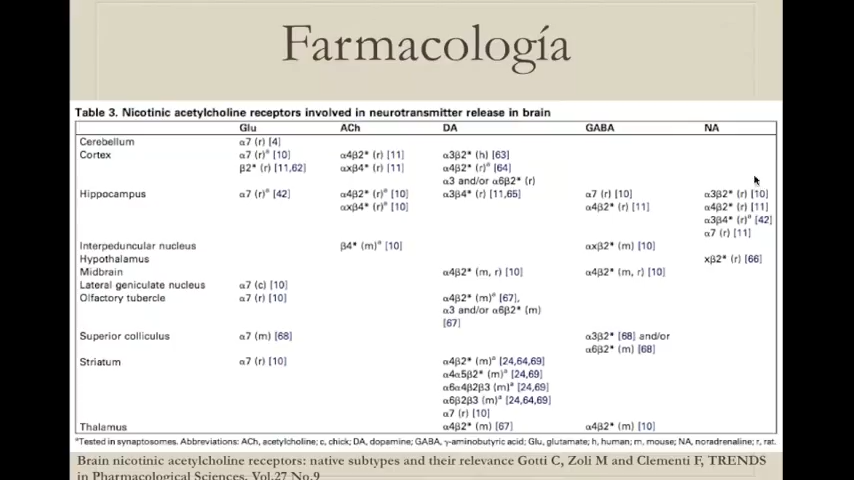 Farmacología
Table 3. Nicotinic acetylcholine receptors involved in neurotransmitter release in brain
Glu ACh DA GABA NA
Cerebellum α7 (r) [4]
Cortex α7 (r)ª [10] α4β2* (r) [11] α3β2* (h) [63]
β2* (r) [11,62] αxβ4* (r) [11] α4β2* (r)ª [64]
α3 and/or α6β2* (r)
Hippocampus α7 (r)ª [42] α4β2* (r)ª [10] α3β4* (r) [11,65] α7 (r) [10] α3β2* (r) [10]
αxβ4* (r)ª [10] α4β2* (r) [11] α4β2* (r) [11]
α3β4* (r)ª [42]
α7 (r) [11]
Interpeduncular nucleus β4* (m)ª [10] αxβ2* (m) [10]
Hypothalamus xβ2* (r) [66]
Midbrain α4β2* (m, r) [10] α4β2* (m, r) [10]
Lateral geniculate nucleus α7 (c) [10]
Olfactory tubercle α7 (r) [10] α4β2* (m)ª [67],
α3 and/or α6β2* (m)
[67]
Superior colliculus α7 (m) [68] α3β2* [68] and/or
α6β2* (m) [68]
Striatum α7 (r) [10] α4β2* (m)ª [24,64,69]
α4α5β2* (m)ª [24,69]
α6α4β2β3 (m)ª [24,69]
α6β2β3 (m)ª [24,64,69]
α7 (r) [10]
Thalamus α4β2* (m) [67] α4β2* (m) [10]
ªTested in synaptosomes. Abbreviations: ACh, acetylcholine; c, chick; DA, dopamine; GABA, γ-aminobutyric acid; Glu, glutamate; h, human; m, mouse; NA, noradrenaline; r, rat.
Brain nicotinic acetylcholine receptors: native subtypes and their relevance Gotti C, Zoli M and Clementi F, TRENDS
in Pharmacological Sciences, Vol.27 No.9